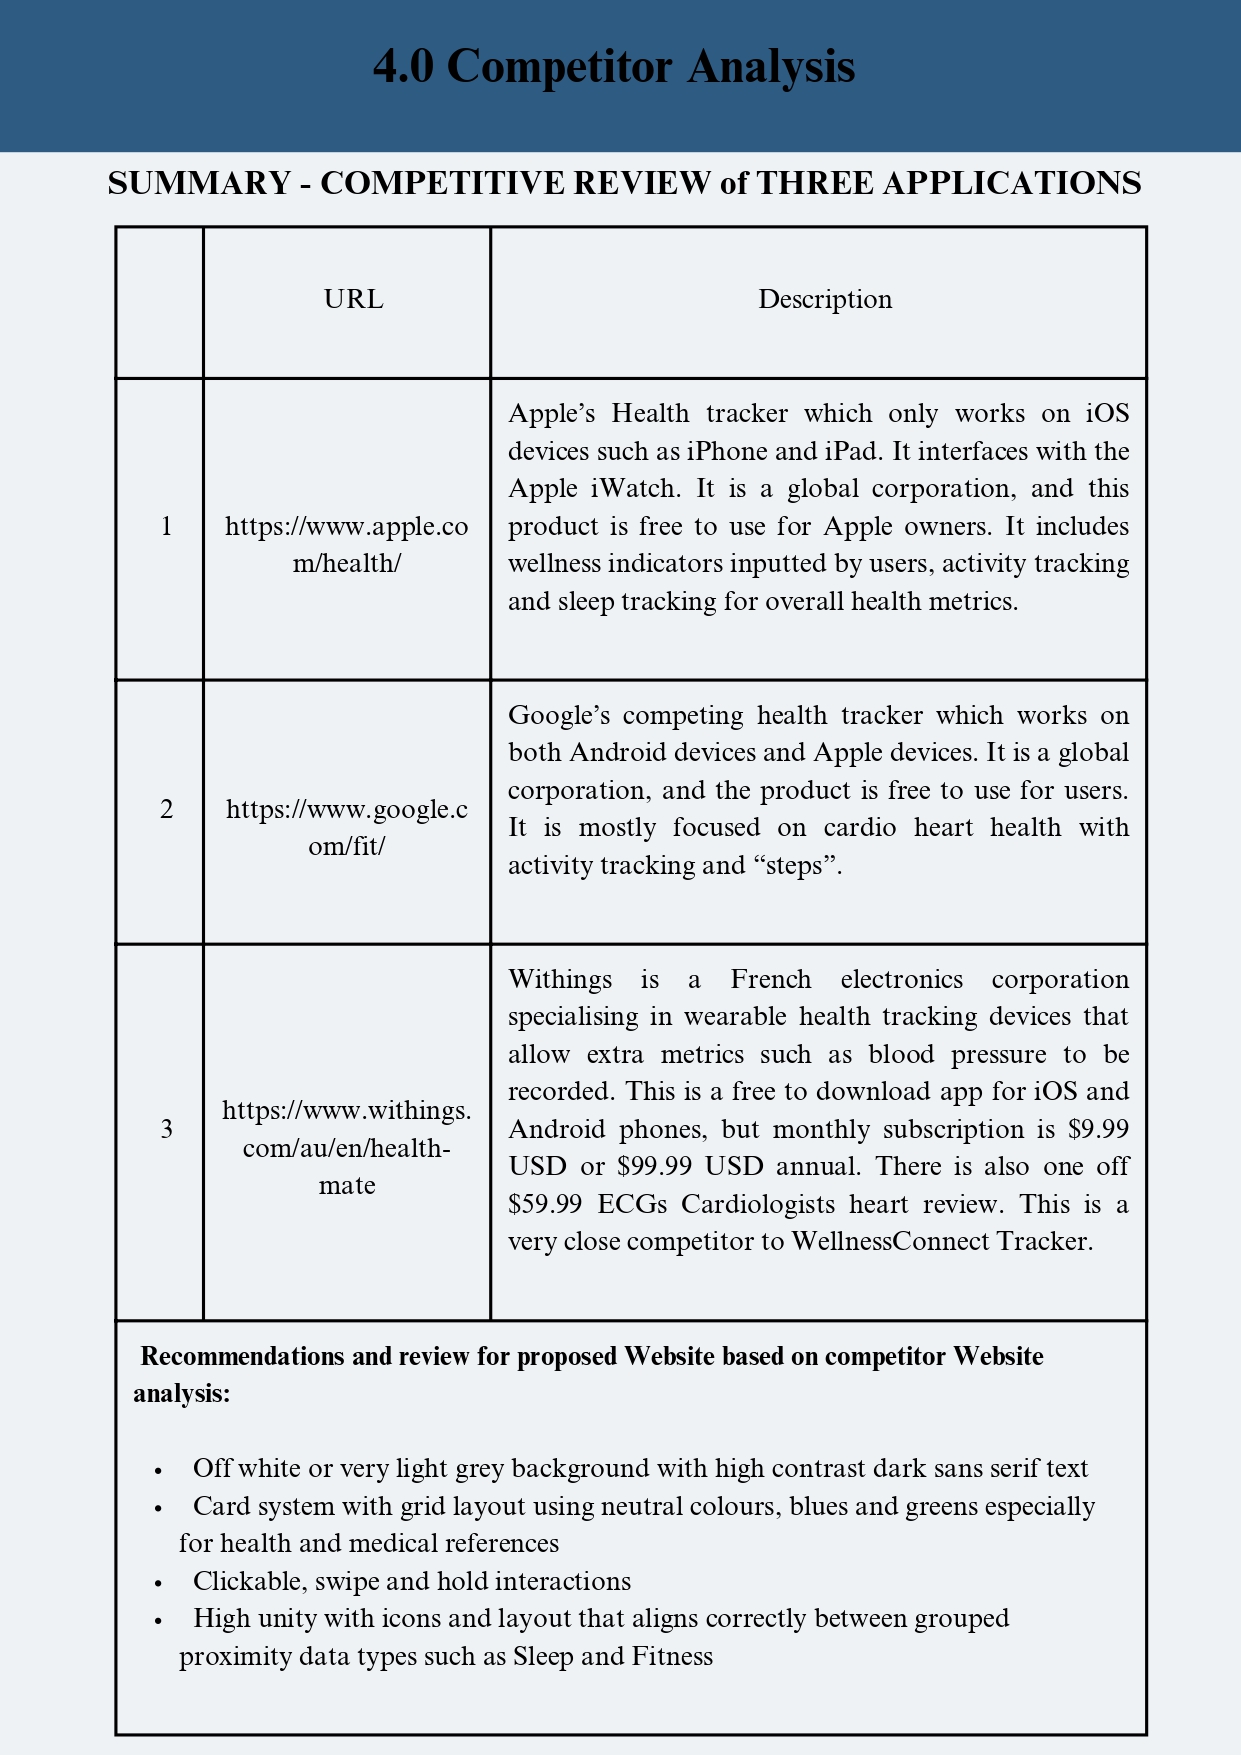 4.0 Competitor Analysis
SUMMARY - COMPETITIVE REVIEW of THREE APPLICATIONS
URL
Description
1
https://www.apple.co
m/health/
Apple’s Health tracker which only works on iOS
devices such as iPhone and iPad. It interfaces with the
Apple iWatch. It is a global corporation, and this
product is free to use for Apple owners. It includes
wellness indicators inputted by users, activity tracking
and sleep tracking for overall health metrics.
2
https://www.google.c
om/fit/
Google’s competing health tracker which works on
both Android devices and Apple devices. It is a global
corporation, and the product is free to use for users.
It is mostly focused on cardio heart health with
activity tracking and “steps”.
3
https://www.withings.
com/au/en/health-
mate
Withings is a French electronics corporation
specialising in wearable health tracking devices that
allow extra metrics such as blood pressure to be
recorded. This is a free to download app for iOS and
Android phones, but monthly subscription is $9.99
USD or $99.99 USD annual. There is also one off
$59.99 ECGs Cardiologists heart review. This is a
very close competitor to WellnessConnect Tracker.
Recommendations and review for proposed Website based on competitor Website
analysis:
• Off white or very light grey background with high contrast dark sans serif text
• Card system with grid layout using neutral colours, blues and greens especially
for health and medical references
• Clickable, swipe and hold interactions
• High unity with icons and layout that aligns correctly between grouped
proximity data types such as Sleep and Fitness